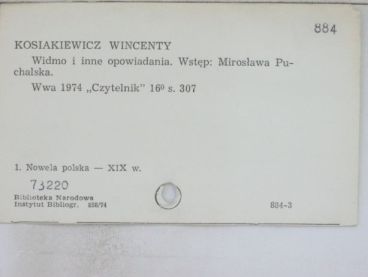 884
KOSIAKIEWICZ WINCENTY
Widmo i inne opowiadania. Wstęp: Mirosława Pu-
chalska.
Wwa 1974 „Czytelnik” 16⁰ s. 307
1. Nowela polska — XIX w.
73220
Biblioteka Narodowa
Instytut Bibliogr. 258/74
884-3